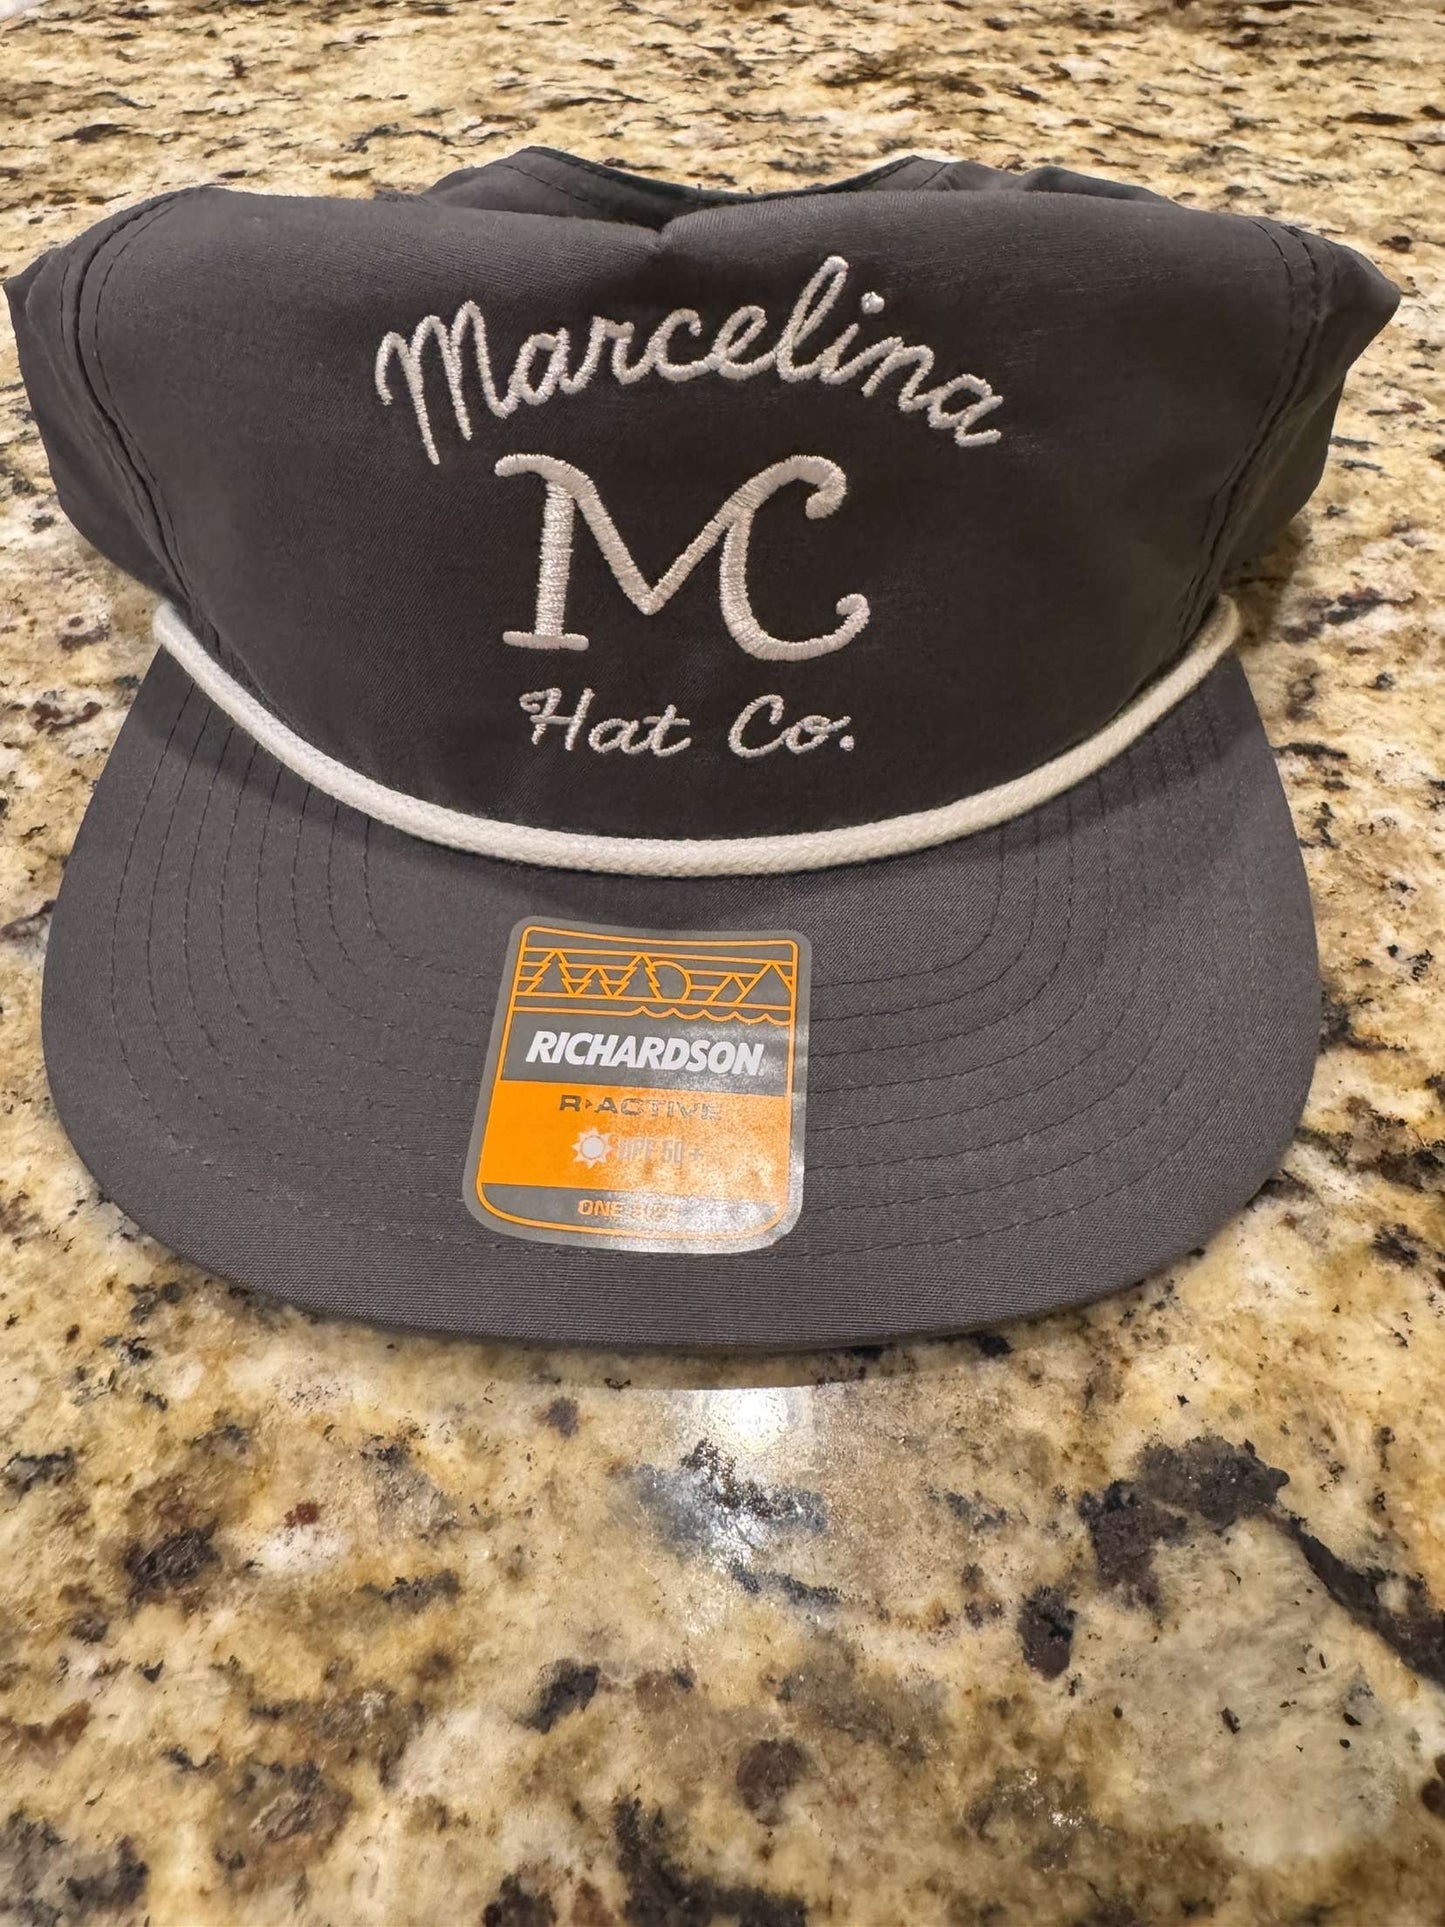 Marcelina
MC
Hat Co.
RICHARDSON
R▸ACTIVE
UPF 50+
ONE SIZE